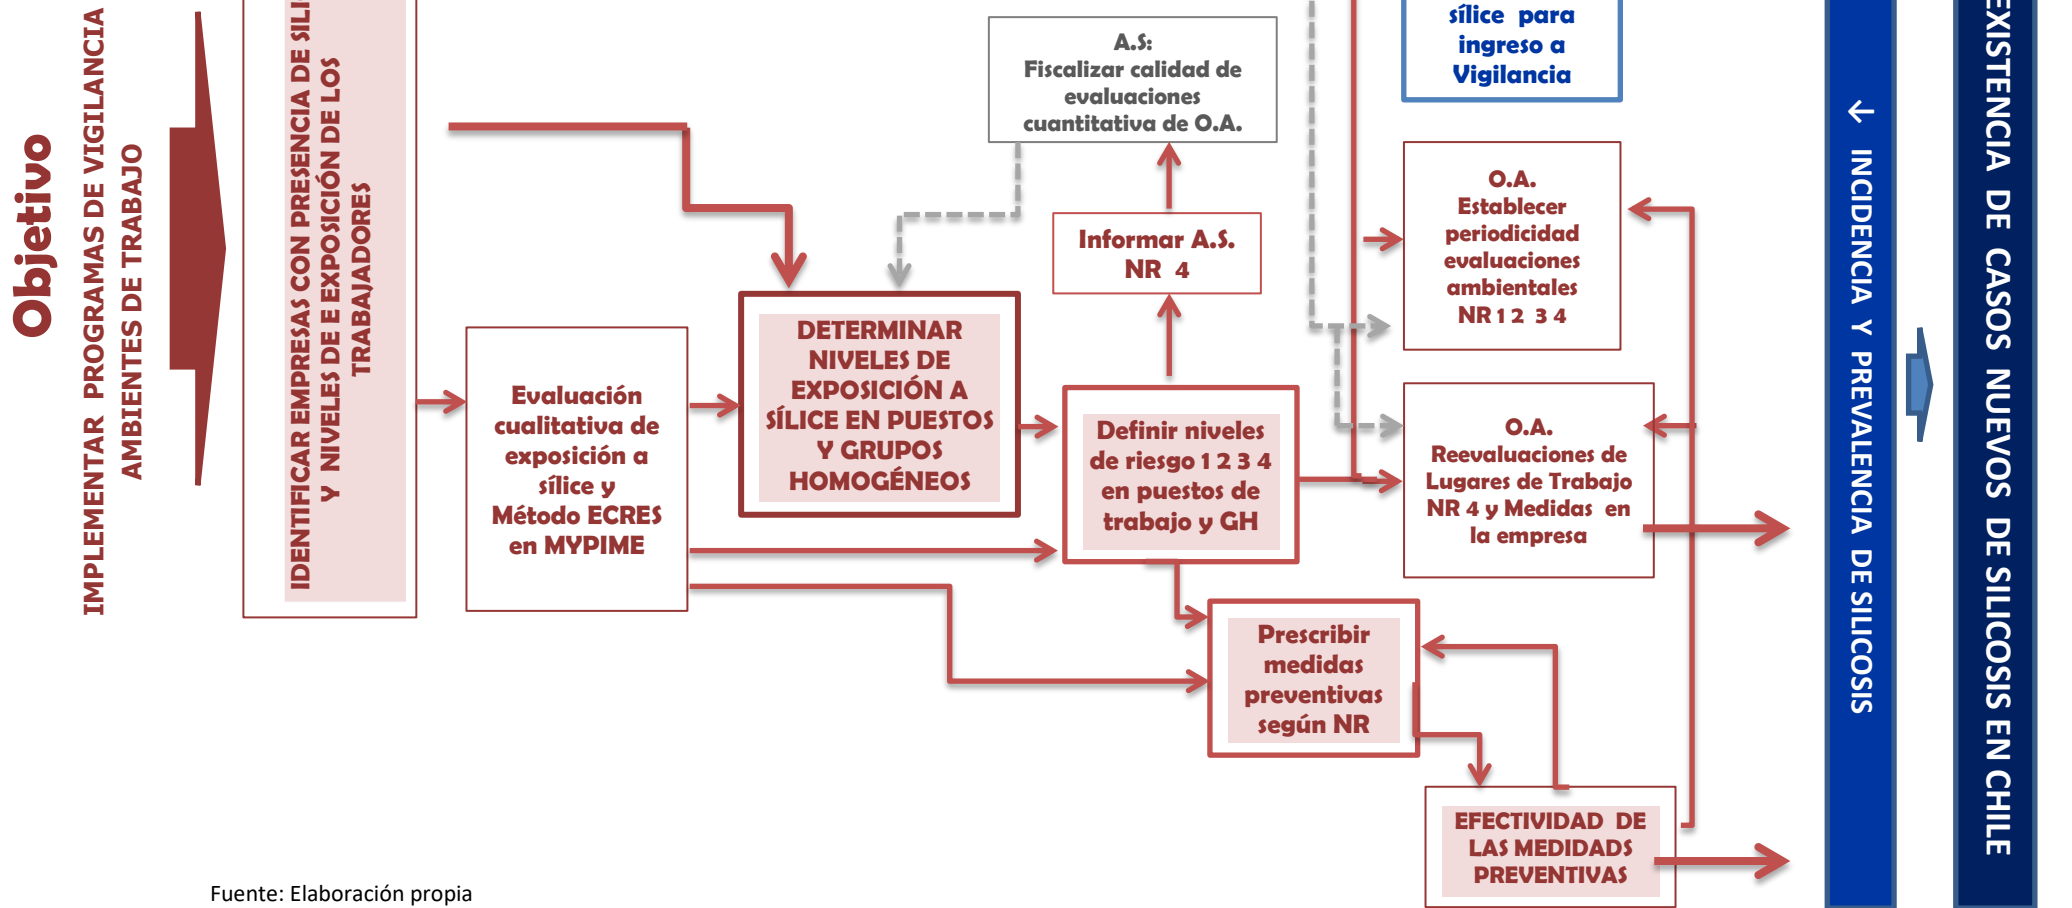 Objetivo
IMPLEMENTAR PROGRAMAS DE VIGILANCIA
AMBIENTES DE TRABAJO
IDENTIFICAR EMPRESAS CON PRESENCIA DE
Y NIVELES DE E EXPOSICIÓN DE LOS
TRABAJADORES
Evaluación
cualitativa de
exposición a
sílice y
Método ECRES
en MYPIME
A.S:
Fiscalizar calidad de
evaluaciones
cuantitativa de O.A.
Informar A.S.
NR 4
DETERMINAR
NIVELES DE
EXPOSICIÓN A
SÍLICE EN PUESTOS
Y GRUPOS
HOMOGÉNEOS
Definir niveles
de riesgo 1 2 3 4
en puestos de
trabajo y GH
Prescribir
medidas
preventivas
según NR
sílice para
ingreso a
Vigilancia
O.A.
Establecer
periodicidad
evaluaciones
ambientales
NR 1 2 3 4
O.A.
Reevaluaciones de
Lugares de Trabajo
NR 4 y Medidas en
la empresa
EFECTIVIDAD DE
LAS MEDIDADS
PREVENTIVAS
↓ INCIDENCIA Y PREVALENCIA DE SILICOSIS
EXISTENCIA DE CASOS NUEVOS DE SILICOSIS EN CHILE
Fuente: Elaboración propia